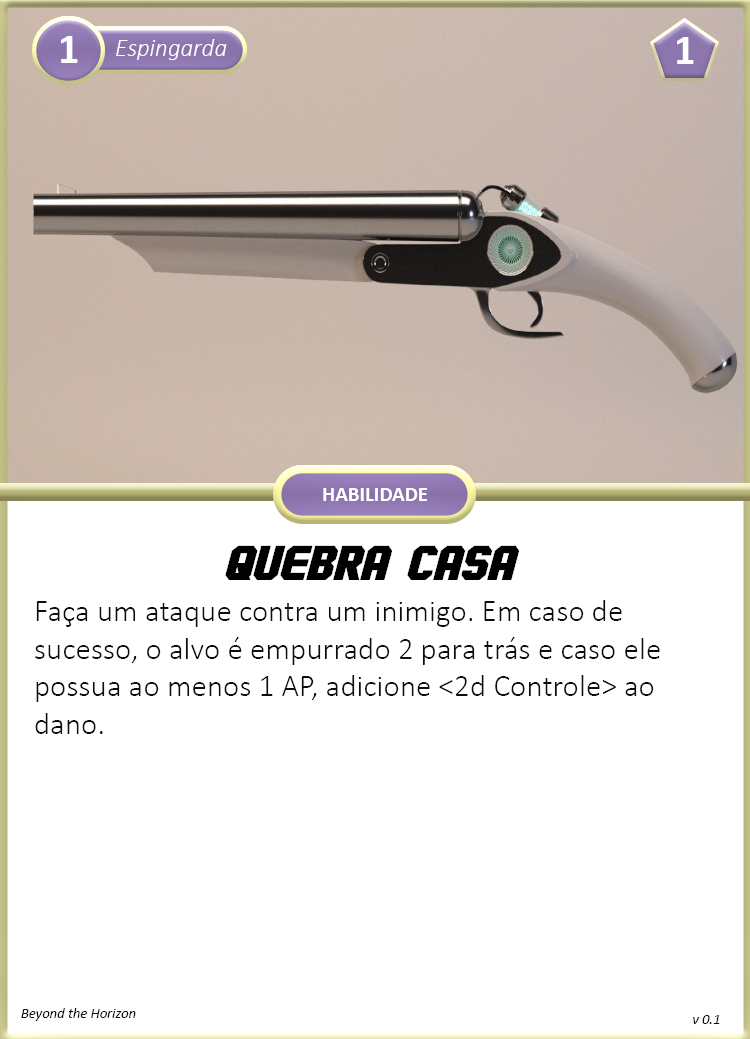 1 Espingarda 1
HABILIDADE
QUEBRA CASA
Faça um ataque contra um inimigo. Em caso de
sucesso, o alvo é empurrado 2 para trás e caso ele
possua ao menos 1 AP, adicione <2d Controle> ao
dano.
Beyond the Horizon
v 0.1